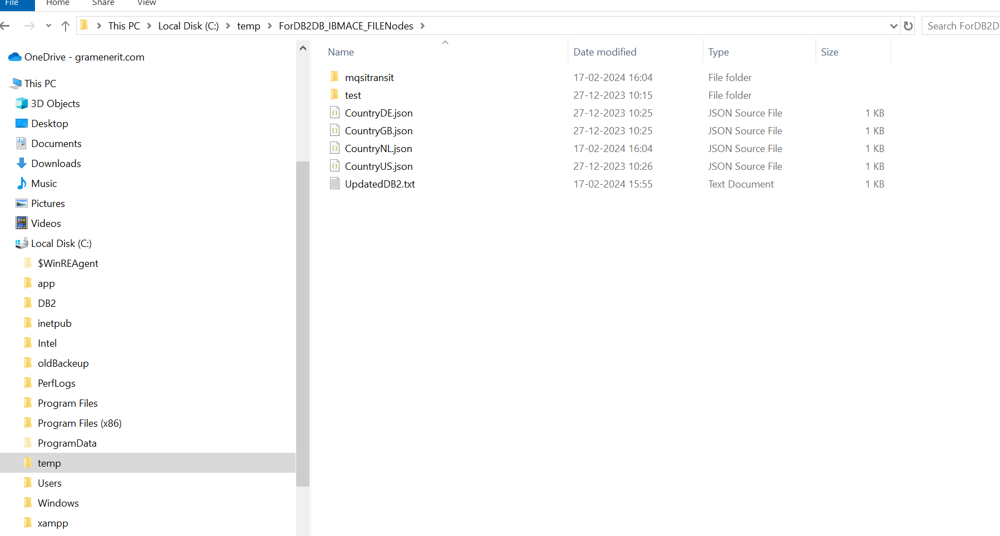 File Home Share View
This PC > Local Disk (C:) > temp > ForDB2DB_IBMACE_FILENodes >
Search ForDB2D
OneDrive - gramenerit.com
This PC
3D Objects
Desktop
Documents
Downloads
Music
Pictures
Videos
Local Disk (C:)
$WinREAgent
app
DB2
inetpub
Intel
oldBackeup
PerfLogs
Program Files
Program Files (x86)
ProgramData
temp
Users
Windows
xampp
Name Date modified Type Size
mqsitransit 17-02-2024 16:04 File folder
test 27-12-2023 10:15 File folder
CountryDE.json 27-12-2023 10:25 JSON Source File 1 KB
CountryGB.json 27-12-2023 10:25 JSON Source File 1 KB
CountryNL.json 17-02-2024 16:04 JSON Source File 1 KB
CountryUS.json 27-12-2023 10:26 JSON Source File 1 KB
UpdatedDB2.txt 17-02-2024 15:55 Text Document 1 KB